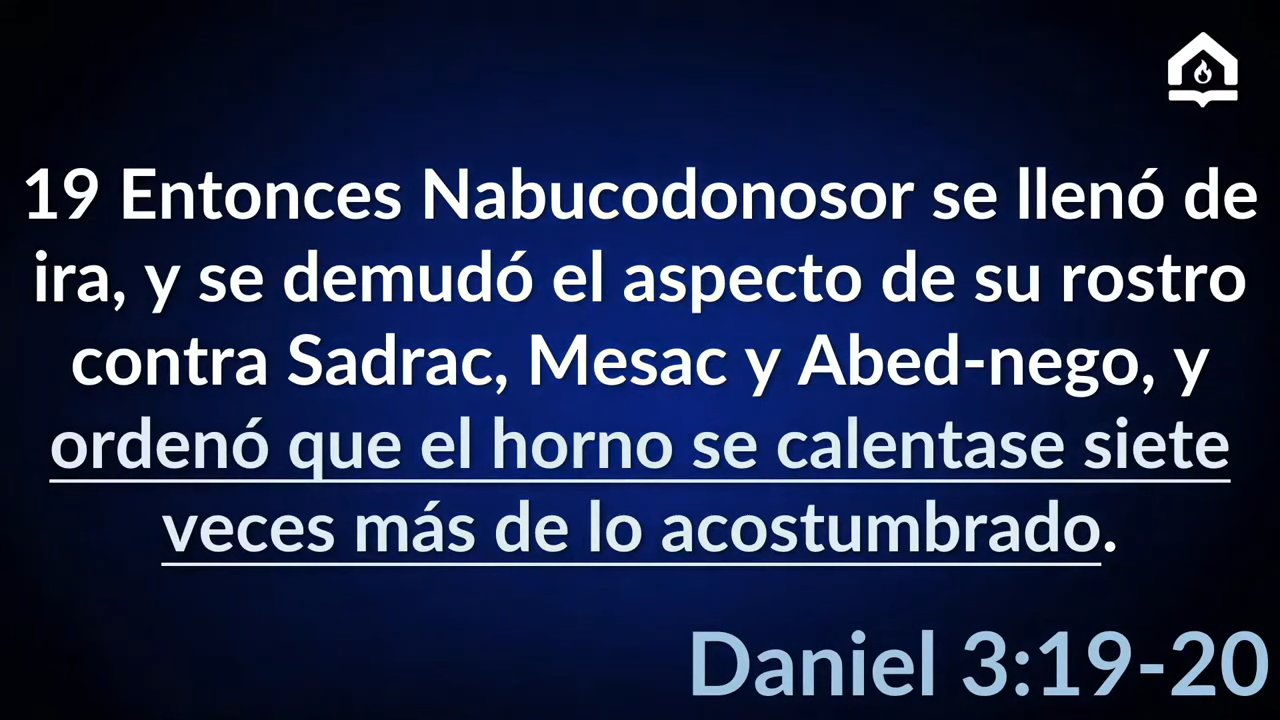 19 Entonces Nabucodonosor se llenó de
ira, y se demudó el aspecto de su rostro
contra Sadrac, Mesac y Abed-nego, y
ordenó que el horno se calentase siete
veces más de lo acostumbrado.
Daniel 3:19-20